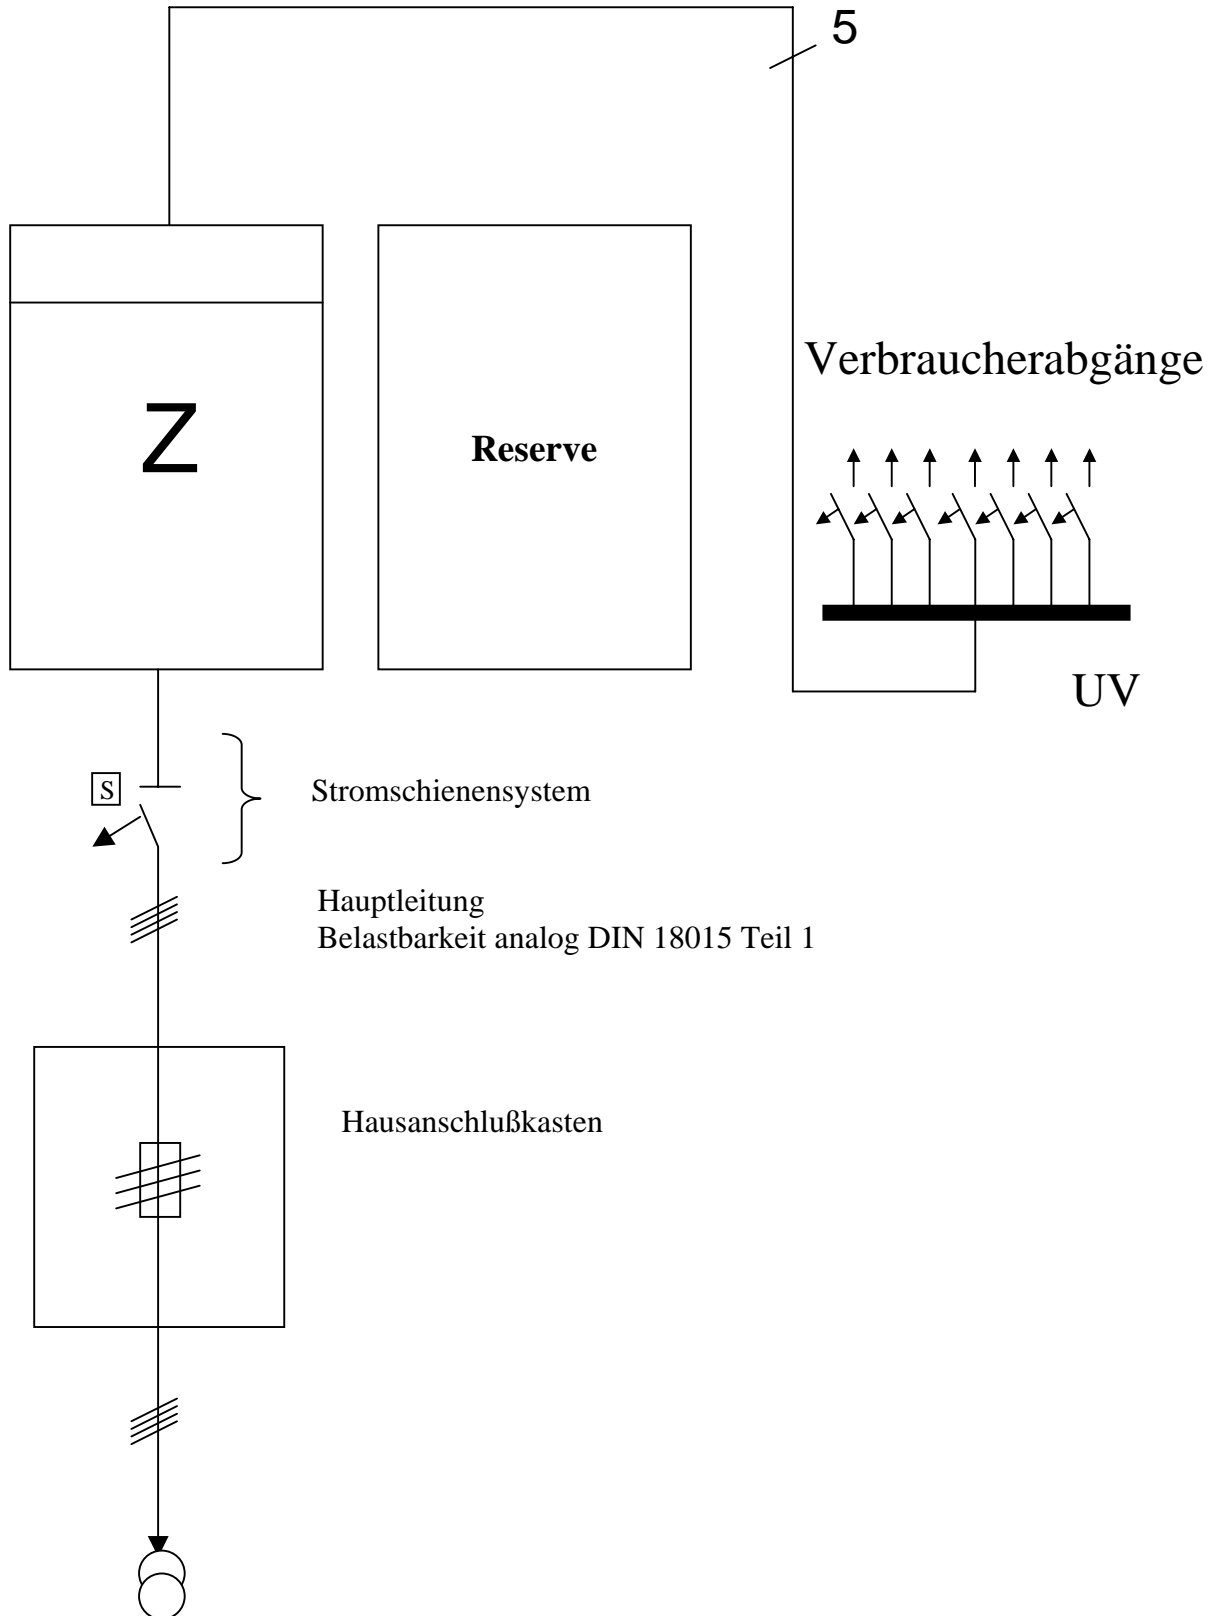 5
Verbraucherabgänge
Z
Reserve
UV
S
Stromschienensystem
Hauptleitung
Belastbarkeit analog DIN 18015 Teil 1
Hausanschlußkasten